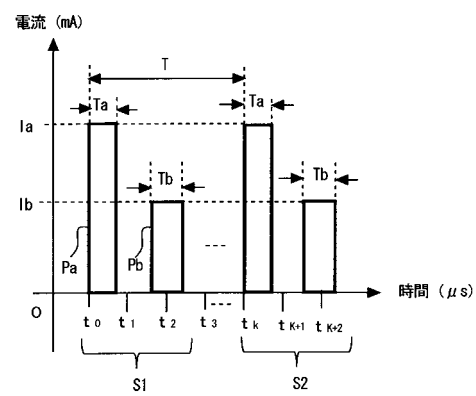 電流 (mA)
T
Ta
Ta
Ia
Tb
Tb
Ib
Pa
Pb
---
---
O
時間 (μs)
t0
t1
t2
t3
tk
tK+1
tK+2
S1
S2